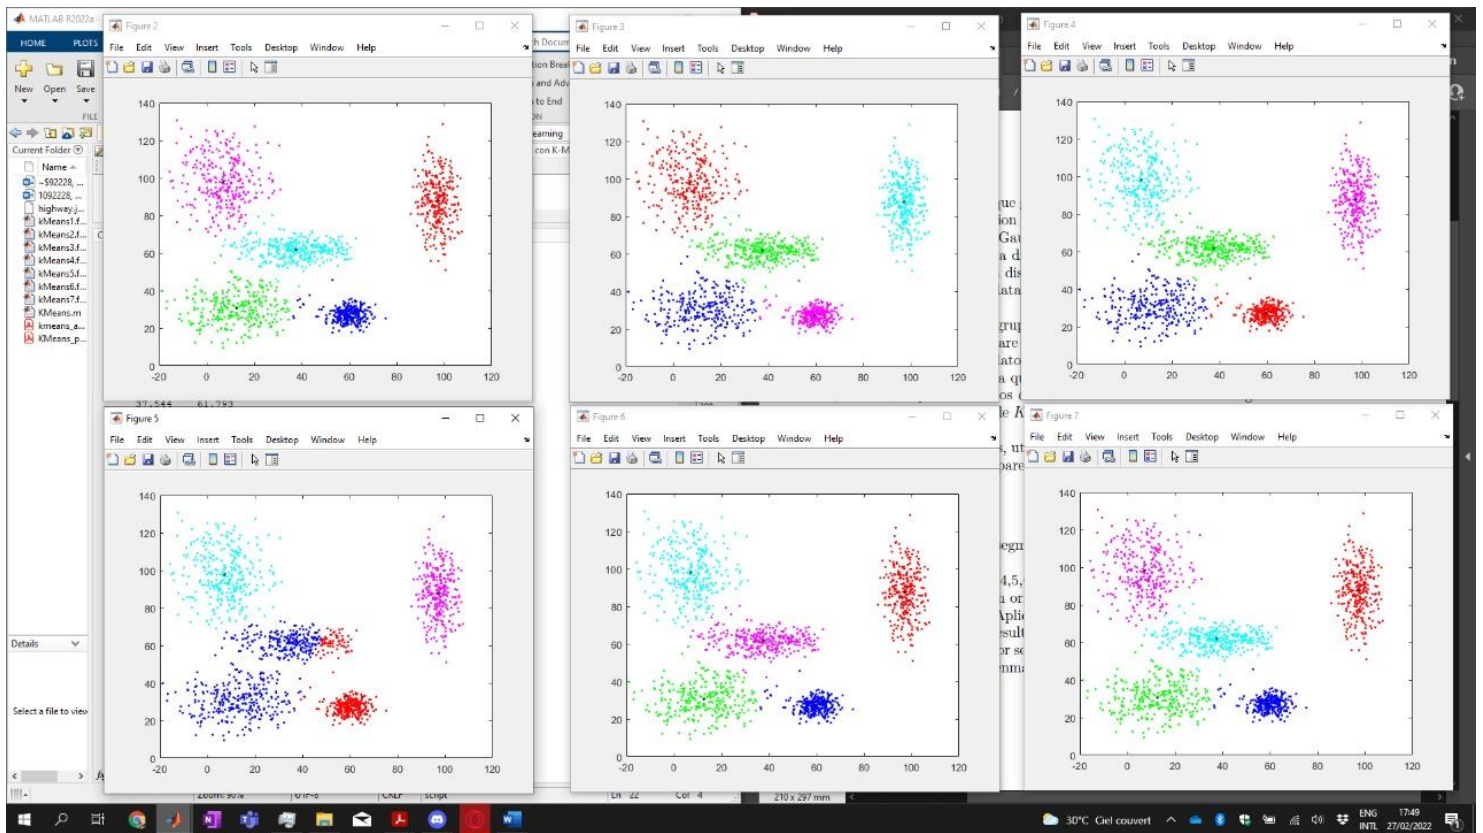 MATLAB R2022a
HOME PLOTS
New Open Save
FILE
Current Folder
Name
~$92228, ...
1092228, ...
highway.j...
kMeans1.f...
kMeans2.f...
kMeans3.f...
kMeans4.f...
kMeans5.f...
kMeans6.f...
kMeans7.f...
KMeans.m
kmeans_a...
KMeans_p...
Details
Select a file to view
Figure 2
File Edit View Insert Tools Desktop Window Help
140
120
100
80
60
40
20
0
-20 0 20 40 60 80 100 120
Figure 3
File Edit View Insert Tools Desktop Window Help
140
120
100
80
60
40
20
0
-20 0 20 40 60 80 100 120
Figure 4
File Edit View Insert Tools Desktop Window Help
140
120
100
80
60
40
20
0
-20 0 20 40 60 80 100 120
37.544 61.793
Figure 5
File Edit View Insert Tools Desktop Window Help
140
120
100
80
60
40
20
0
-20 0 20 40 60 80 100 120
Figure 6
File Edit View Insert Tools Desktop Window Help
140
120
100
80
60
40
20
0
-20 0 20 40 60 80 100 120
Figure 7
File Edit View Insert Tools Desktop Window Help
140
120
100
80
60
40
20
0
-20 0 20 40 60 80 100 120
Zoom: 90% UTF-8 CRLF script Ln 22 Col 4
210 x 297 mm
30°C Ciel couvert
ENG
INTL
17:49
27/02/2022